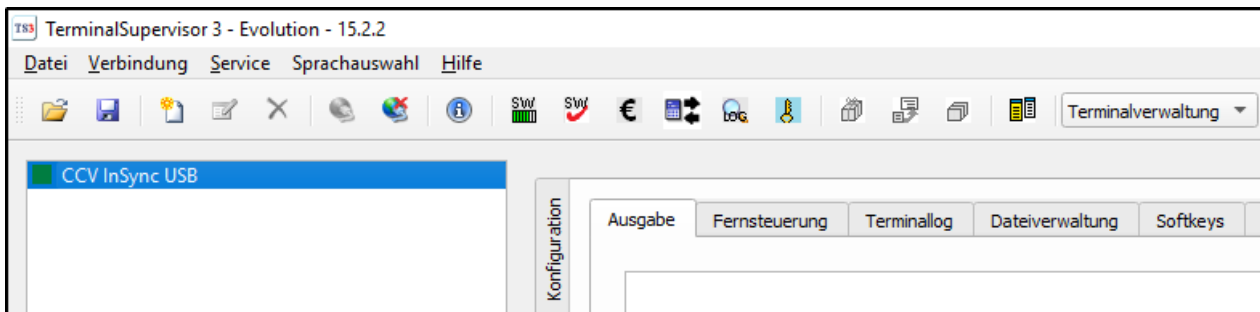 TS3 TerminalSupervisor 3 - Evolution - 15.2.2
Datei Verbindung Service Sprachauswahl Hilfe
SW SW € LOG Terminalverwaltung
CCV InSync USB
Konfiguration
Ausgabe Fernsteuerung Terminallog Dateiverwaltung Softkeys